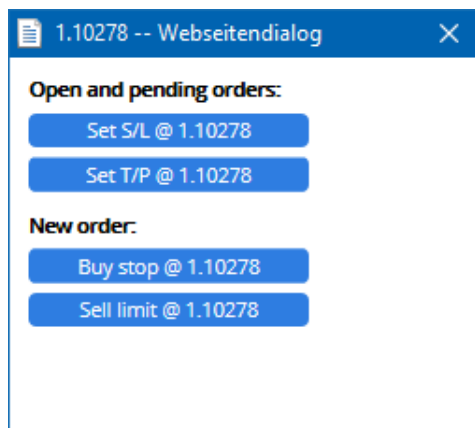 1.10278 -- Webseitendialog
Open and pending orders:
Set S/L @ 1.10278
Set T/P @ 1.10278
New order:
Buy stop @ 1.10278
Sell limit @ 1.10278